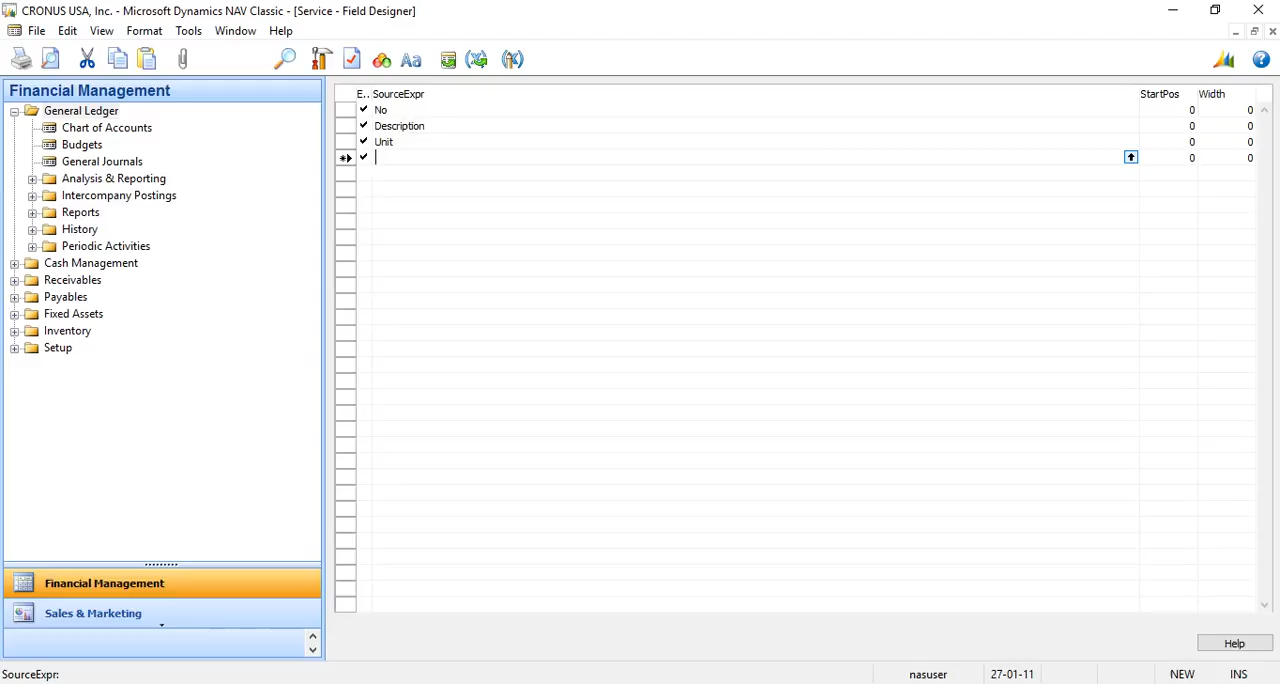 CRONUS USA, Inc. - Microsoft Dynamics NAV Classic - [Service - Field Designer]
File Edit View Format Tools Window Help
Aa
Financial Management
General Ledger
Chart of Accounts
Budgets
General Journals
Analysis & Reporting
Intercompany Postings
Reports
History
Periodic Activities
Cash Management
Receivables
Payables
Fixed Assets
Inventory
Setup
Financial Management
Sales & Marketing
E.. SourceExpr StartPos Width
No 0 0
Description 0 0
Unit 0 0
0 0
Help
SourceExpr: nasuser 27-01-11 NEW INS